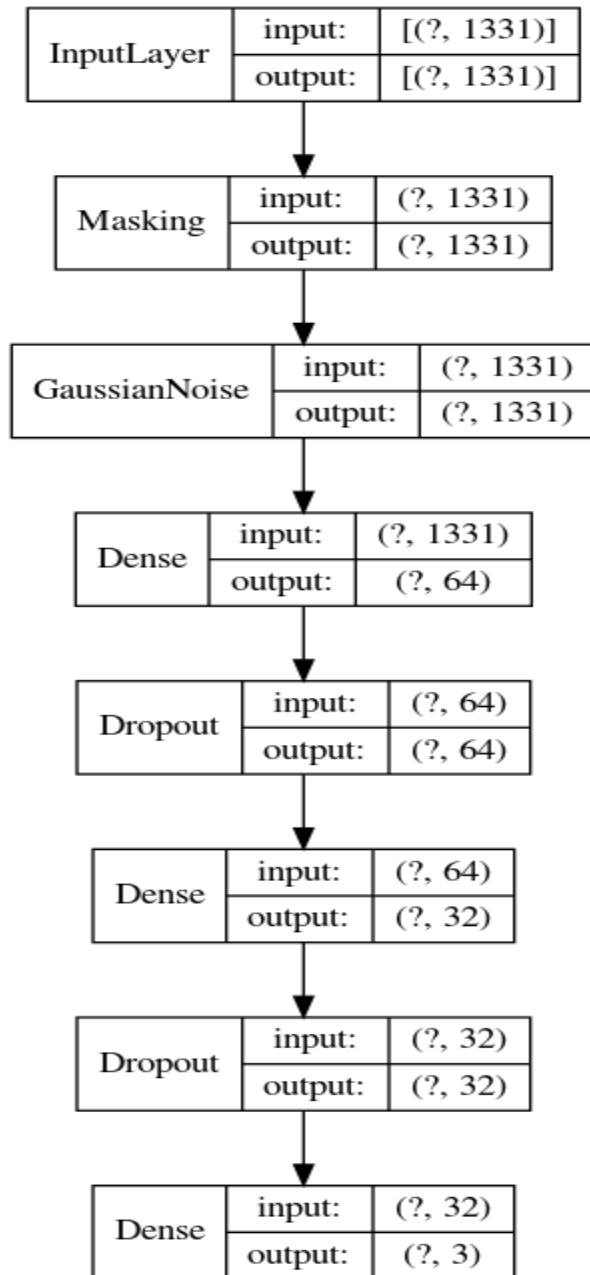 InputLayer input: [(?, 1331)]
output: [(?, 1331)]
Masking input: (?, 1331)
output: (?, 1331)
GaussianNoise input: (?, 1331)
output: (?, 1331)
Dense input: (?, 1331)
output: (?, 64)
Dropout input: (?, 64)
output: (?, 64)
Dense input: (?, 64)
output: (?, 32)
Dropout input: (?, 32)
output: (?, 32)
Dense input: (?, 32)
output: (?, 3)